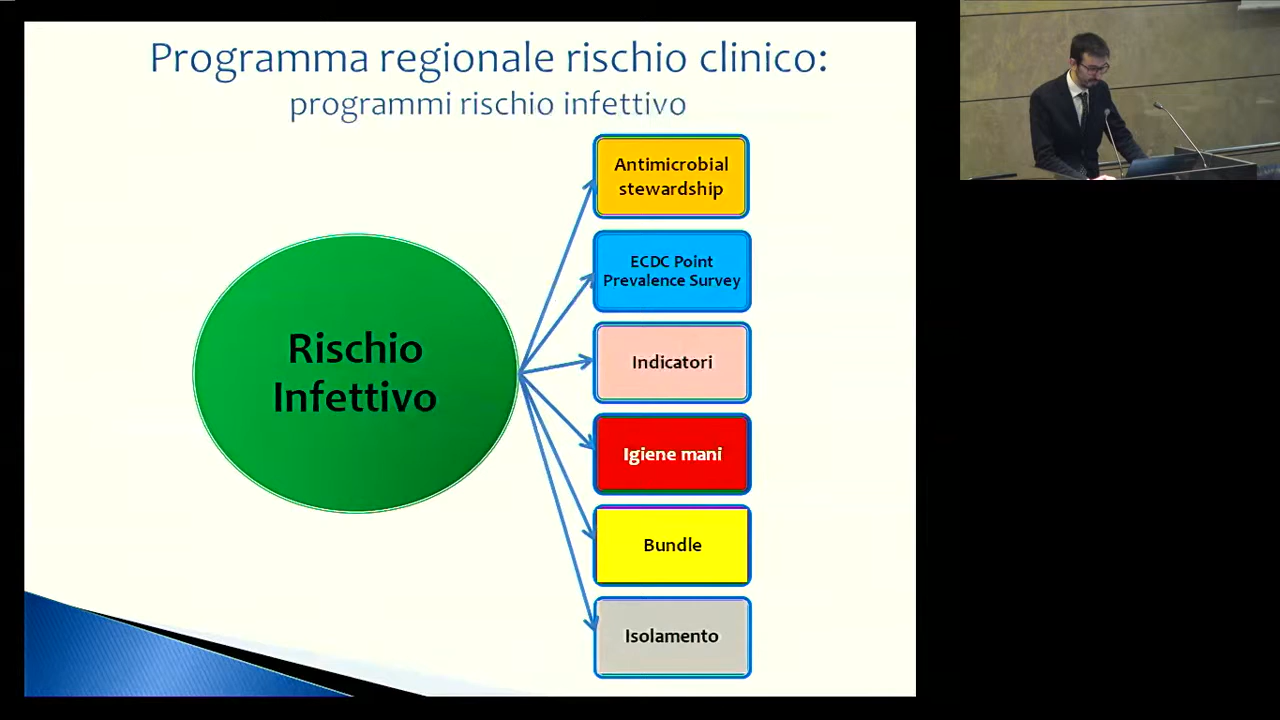 Programma regionale rischio clinico:
programmi rischio infettivo
Rischio
Infettivo
Antimicrobial
stewardship
ECDC Point
Prevalence Survey
Indicatori
Igiene mani
Bundle
Isolamento